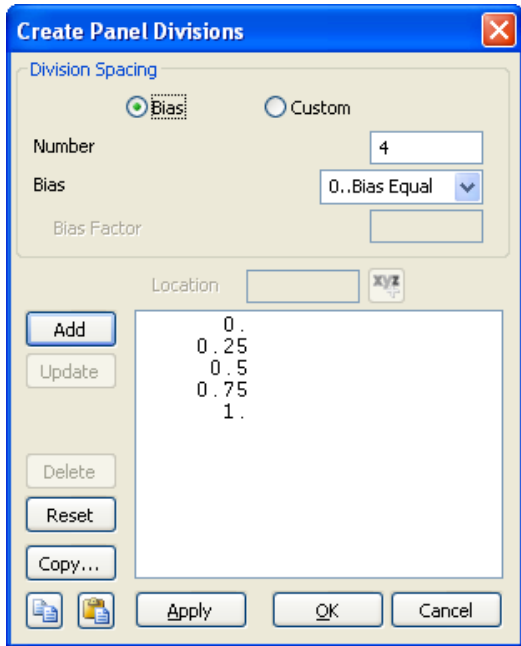 Create Panel Divisions
Division Spacing
Bias Custom
Number 4
Bias 0..Bias Equal
Bias Factor
Location xyz
Add
Update
Delete
Reset
Copy...
0.
0.25
0.5
0.75
1.
Apply OK Cancel